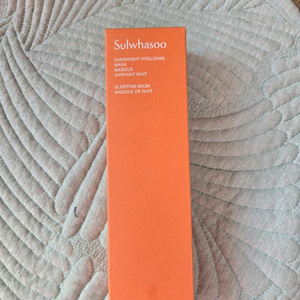 Sulwhasoo
OVERNIGHT VITALIZING
MASK
MASQUE
VIVIFIANT NUIT
SLEEPING MASK
MASQUE DE NUIT